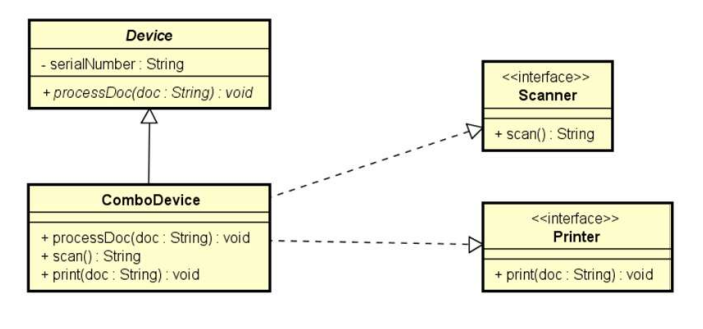 Device
- serialNumber : String
+ processDoc(doc : String) : void
<<interface>>
Scanner
+ scan() : String
ComboDevice
+ processDoc(doc : String) : void
+ scan() : String
+ print(doc : String) : void
<<interface>>
Printer
+ print(doc : String) : void